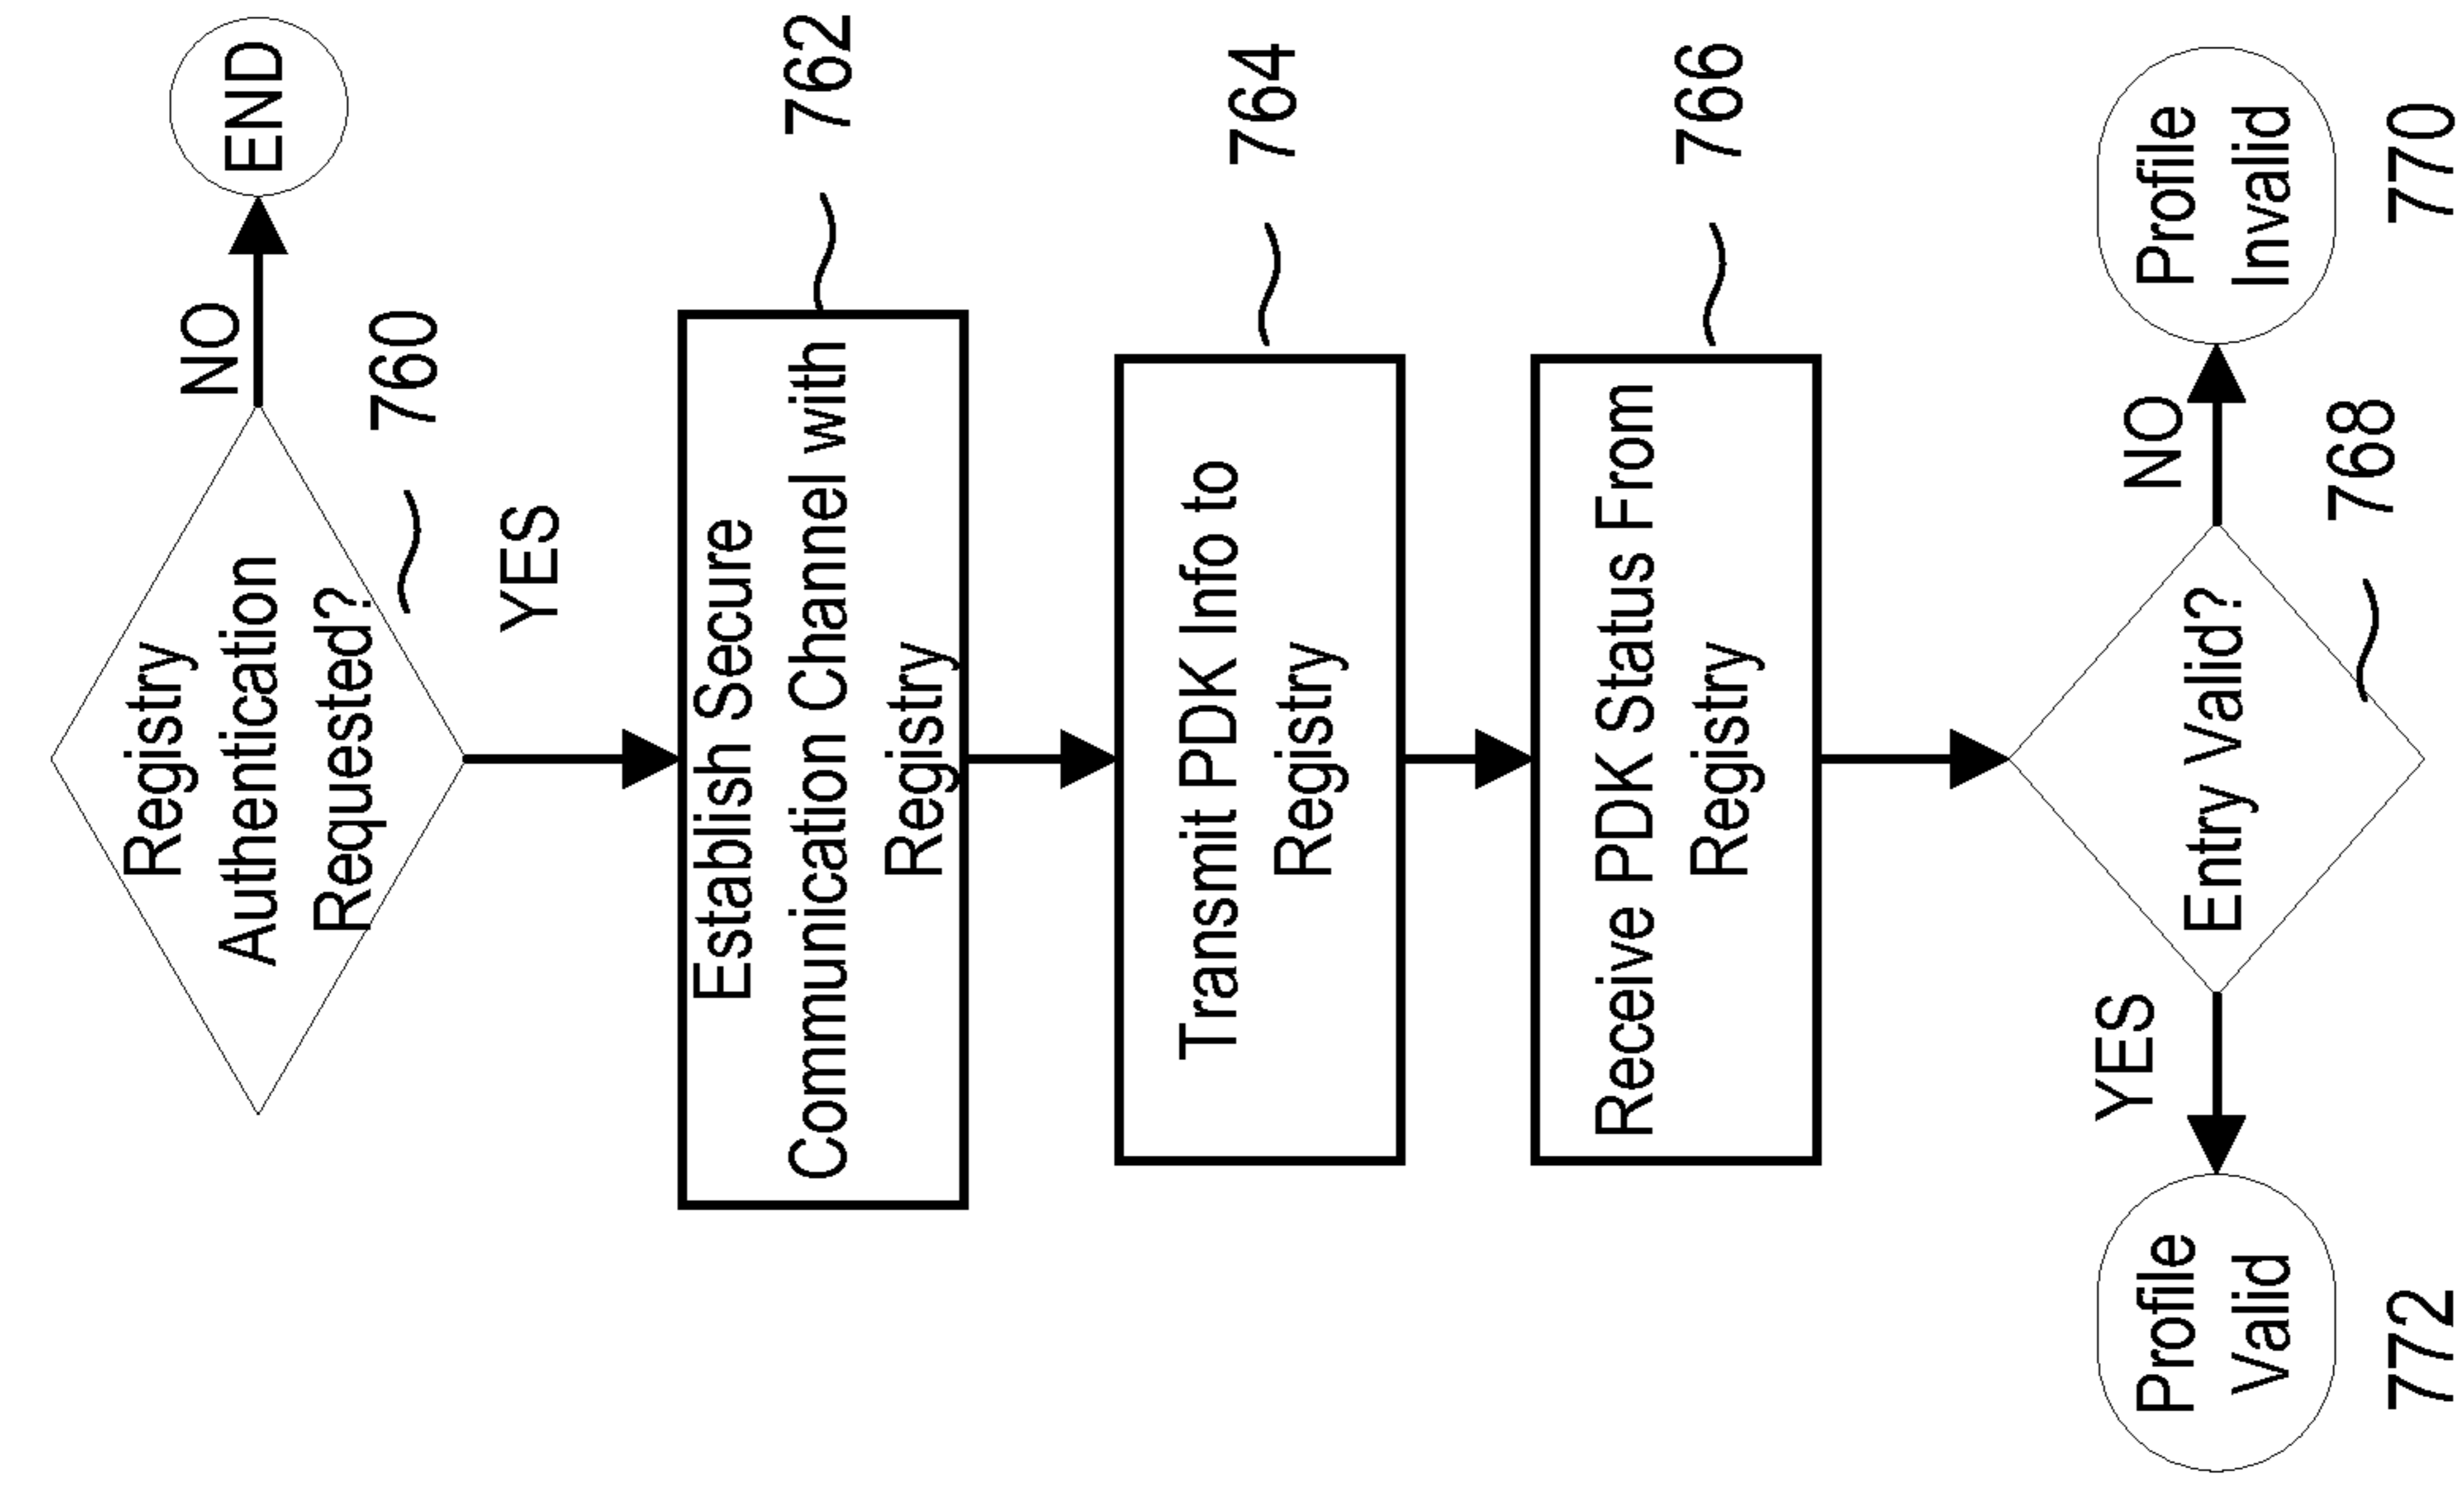 Registry
Authentication
Requested?
760
NO
END
YES
Establish Secure
Communication Channel with
Registry
762
Transmit PDK Info to
Registry
764
Receive PDK Status From
Registry
766
Entry Valid?
768
YES
NO
Profile
Valid
772
Profile
Invalid
770